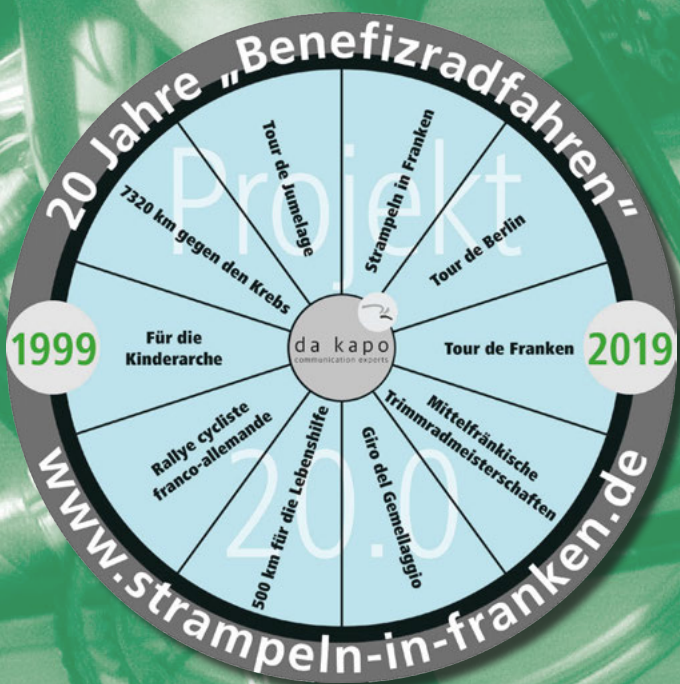 20 Jahre „Benefizradfahren“
Projekt
20.0
1999
2019
Strampeln in Franken
Tour de Berlin
Tour de Franken
Mittelfränkische
Trimmradmeisterschaften
Giro del Gemellaggio
500 km für die Lebenshilfe
Rallye cycliste
franco-allemande
Für die
Kinderarche
7320 km gegen den Krebs
Tour de Jumelage
da kapo
communication experts
www.strampeln-in-franken.de